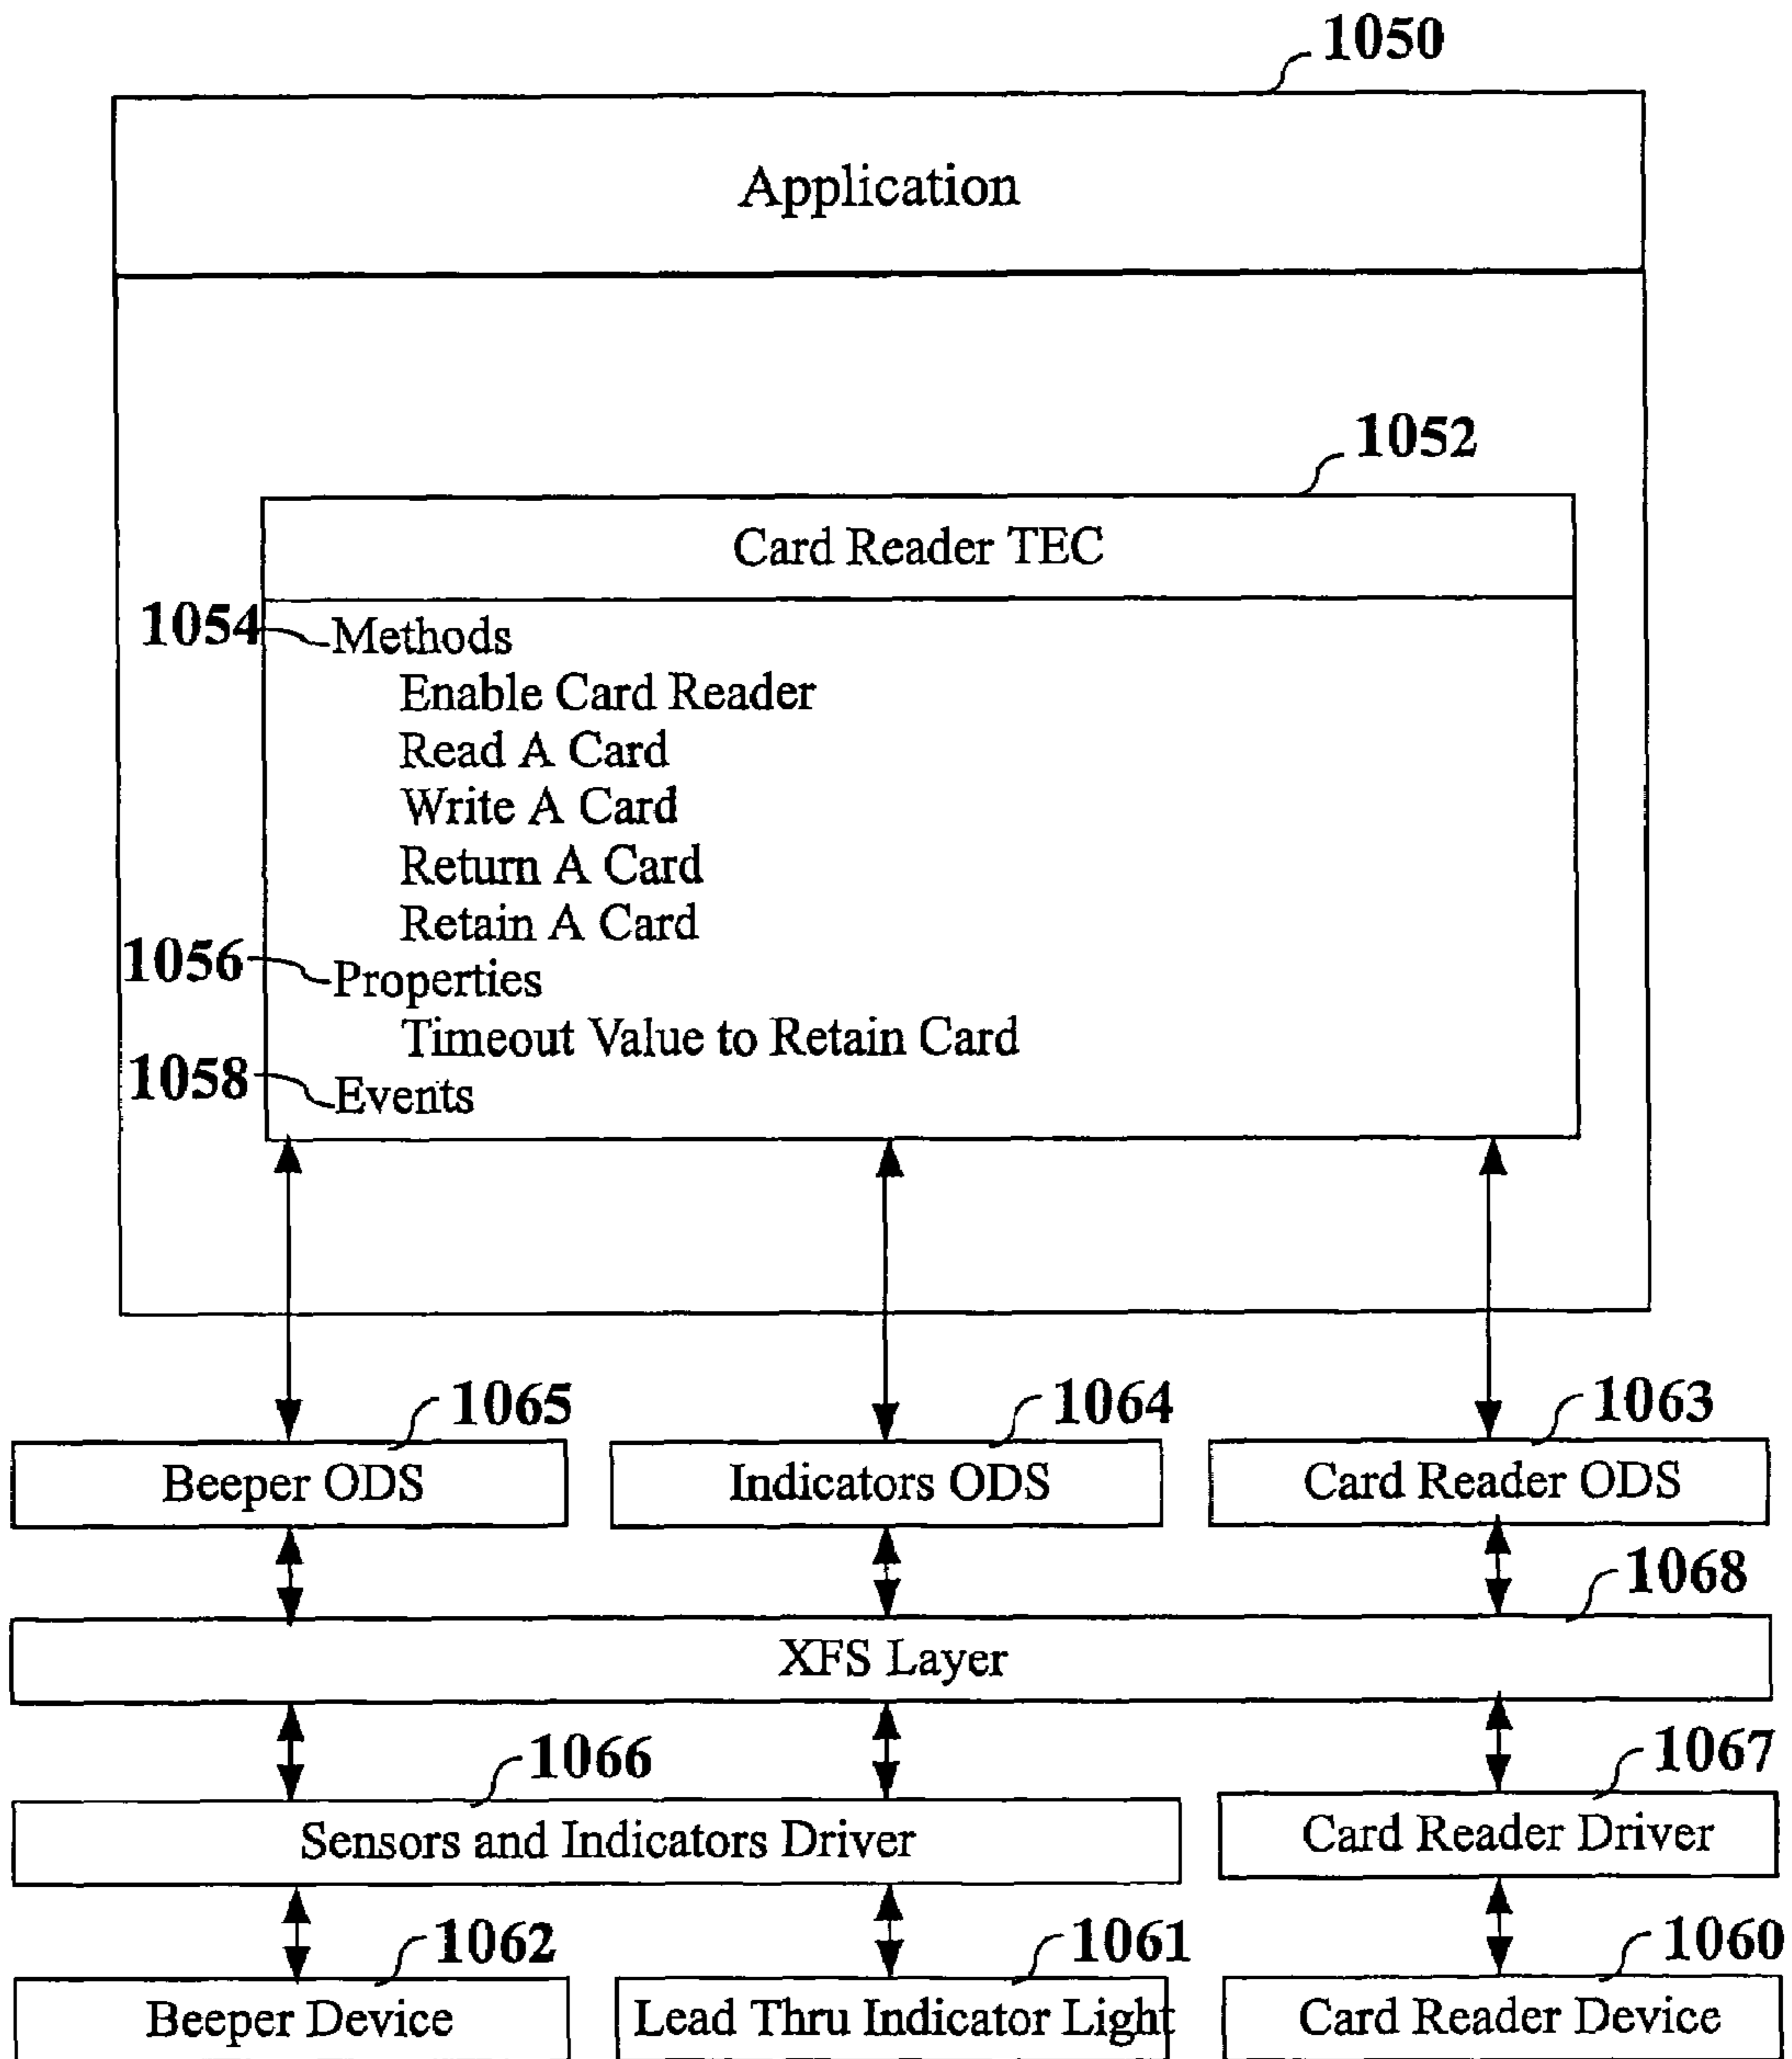 1050
Application
1052
Card Reader TEC
1054 Methods
Enable Card Reader
Read A Card
Write A Card
Return A Card
Retain A Card
1056 Properties
Timeout Value to Retain Card
1058 Events
1065 1064 1063
Beeper ODS Indicators ODS Card Reader ODS
1068
XFS Layer
1066 1067
Sensors and Indicators Driver Card Reader Driver
1062 1061 1060
Beeper Device Lead Thru Indicator Light Card Reader Device